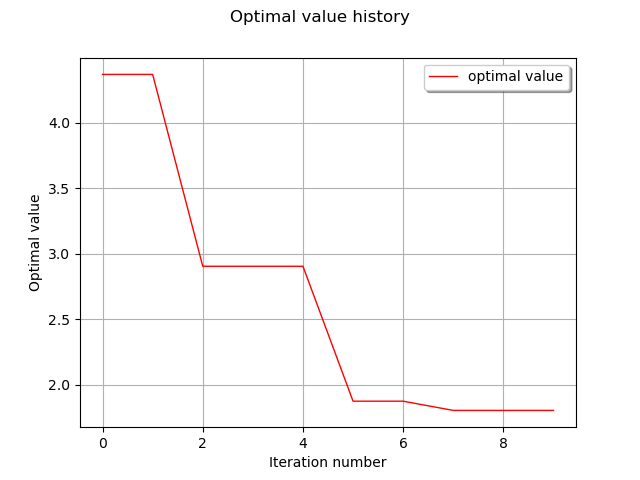 Optimal value history
optimal value
Optimal value
4.0
3.5
3.0
2.5
2.0
0 2 4 6 8
Iteration number